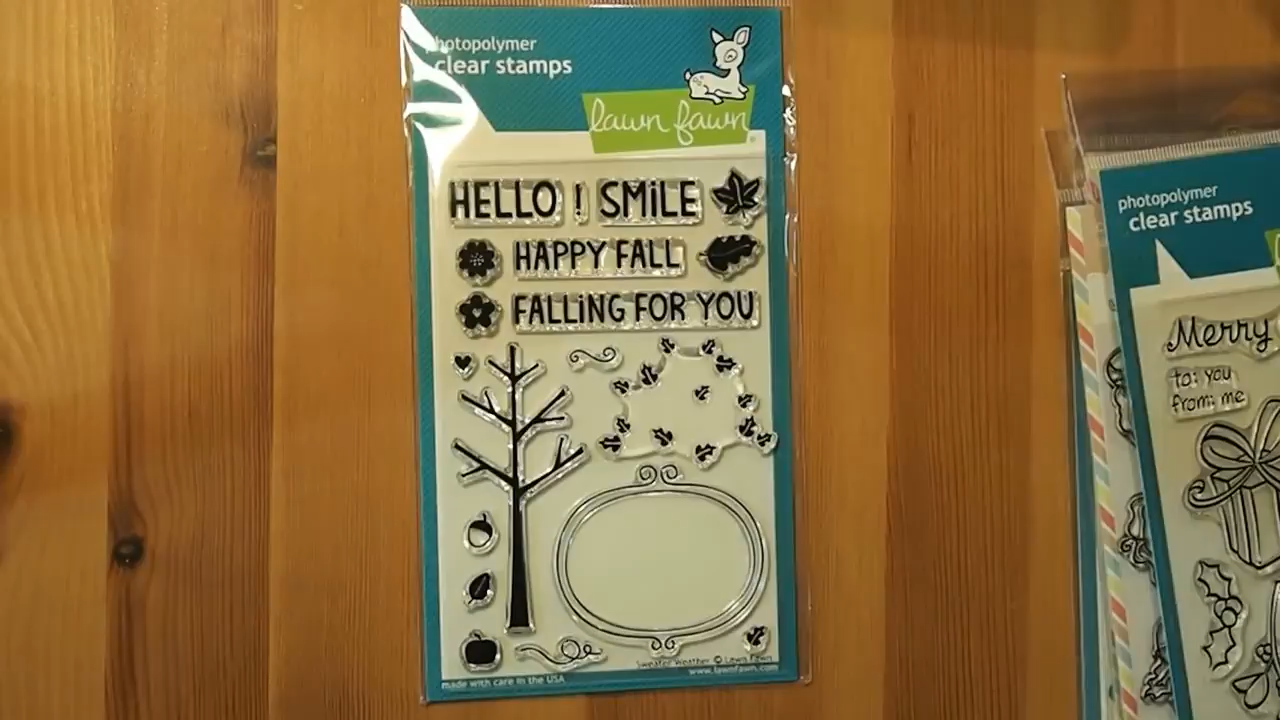 photopolymer
clear stamps
lawn fawn
HELLO ! SMiLE
HAPPY FALL
FALLiNG FOR YOU
Sweater Weather © Lawn Fawn
made with care in the USA
www.lawnfawn.com
photopolymer
clear stamps
Merry
to: you
from: me